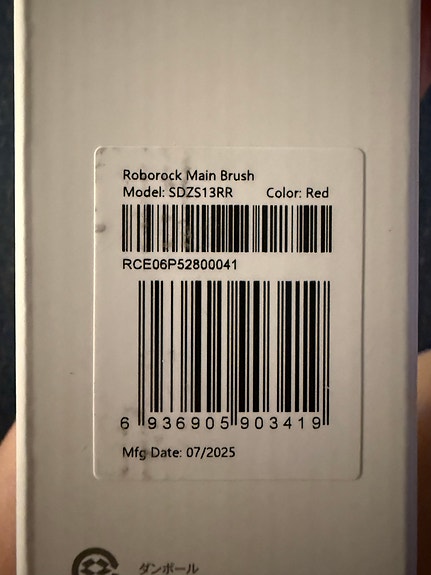 Roborock Main Brush
Model: SDZS13RR Color: Red
RCE06P52800041
6 936905 903419
Mfg Date: 07/2025
ダンボール